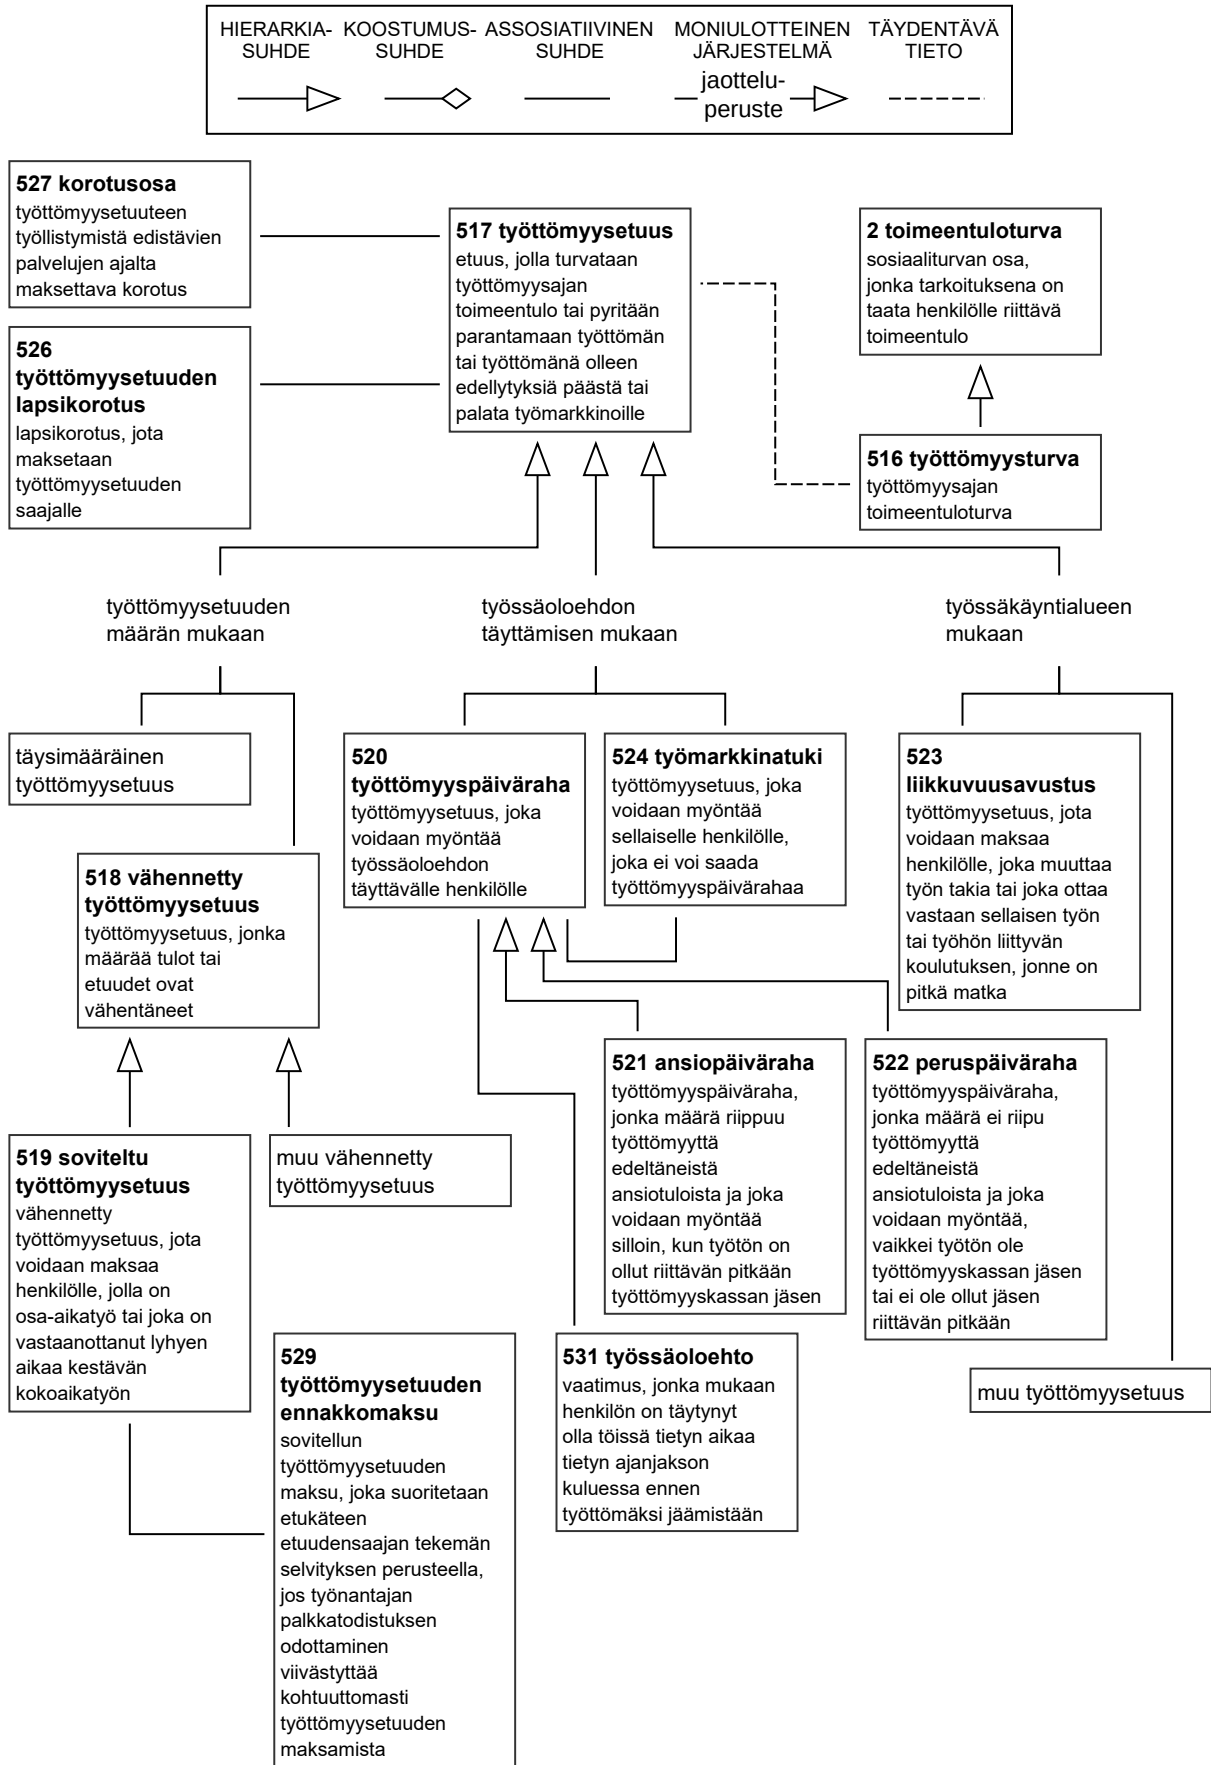 HIERARKIA-
SUHDE
KOOSTUMUS-
SUHDE
ASSOSIATIIVINEN
SUHDE
MONIULOTTEINEN
JÄRJESTELMÄ
TÄYDENTÄVÄ
TIETO
jaottelu-
peruste
527 korotusosa
työttömyysetuuteen
työllistymistä edistävien
palvelujen ajalta
maksettava korotus
517 työttömyysetuus
etuus, jolla turvataan
työttömyysajan
toimeentulo tai pyritään
parantamaan työttömän
tai työttömänä olleen
edellytyksiä päästä tai
palata työmarkkinoille
2 toimeentuloturva
sosiaaliturvan osa,
jonka tarkoituksena on
taata henkilölle riittävä
toimeentulo
526
työttömyysetuuden
lapsikorotus
lapsikorotus, jota
maksetaan
työttömyysetuuden
saajalle
516 työttömyysturva
työttömyysajan
toimeentuloturva
työttömyysetuuden
määrän mukaan
työssäoloehdon
täyttämisen mukaan
työssäkäyntialueen
mukaan
täysimääräinen
työttömyysetuus
520
työttömyyspäiväraha
työttömyysetuus, joka
voidaan myöntää
työssäoloehdon
täyttävälle henkilölle
524 työmarkkinatuki
työttömyysetuus, joka
voidaan myöntää
sellaiselle henkilölle,
joka ei voi saada
työttömyyspäivärahaa
523
liikkuvuusavustus
työttömyysetuus, jota
voidaan maksaa
henkilölle, joka muuttaa
työn takia tai joka ottaa
vastaan sellaisen työn
tai työhön liittyvän
koulutuksen, jonne on
pitkä matka
518 vähennetty
työttömyysetuus
työttömyysetuus, jonka
määrää tulot tai
etuudet ovat
vähentäneet
521 ansiopäiväraha
työttömyyspäiväraha,
jonka määrä riippuu
työttömyyttä
edeltäneistä
ansiotuloista ja joka
voidaan myöntää
silloin, kun työtön on
ollut riittävän pitkään
työttömyyskassan jäsen
522 peruspäiväraha
työttömyyspäiväraha,
jonka määrä ei riipu
työttömyyttä
edeltäneistä
ansiotuloista ja joka
voidaan myöntää,
vaikkei työtön ole
työttömyyskassan jäsen
tai ei ole ollut jäsen
riittävän pitkään
519 soviteltu
työttömyysetuus
vähennetty
työttömyysetuus, jota
voidaan maksaa
henkilölle, jolla on
osa-aikatyö tai joka on
vastaanottanut lyhyen
aikaa kestävän
kokoaikatyön
muu vähennetty
työttömyysetuus
529
työttömyysetuuden
ennakkomaksu
sovitellun
työttömyysetuuden
maksu, joka suoritetaan
etukäteen
etuudensaajan tekemän
selvityksen perusteella,
jos työnantajan
palkkatodistuksen
odottaminen
viivästyttää
kohtuuttomasti
työttömyysetuuden
maksamista
531 työssäoloehto
vaatimus, jonka mukaan
henkilön on täytynyt
olla töissä tietyn aikaa
tietyn ajanjakson
kuluessa ennen
työttömäksi jäämistään
muu työttömyysetuus